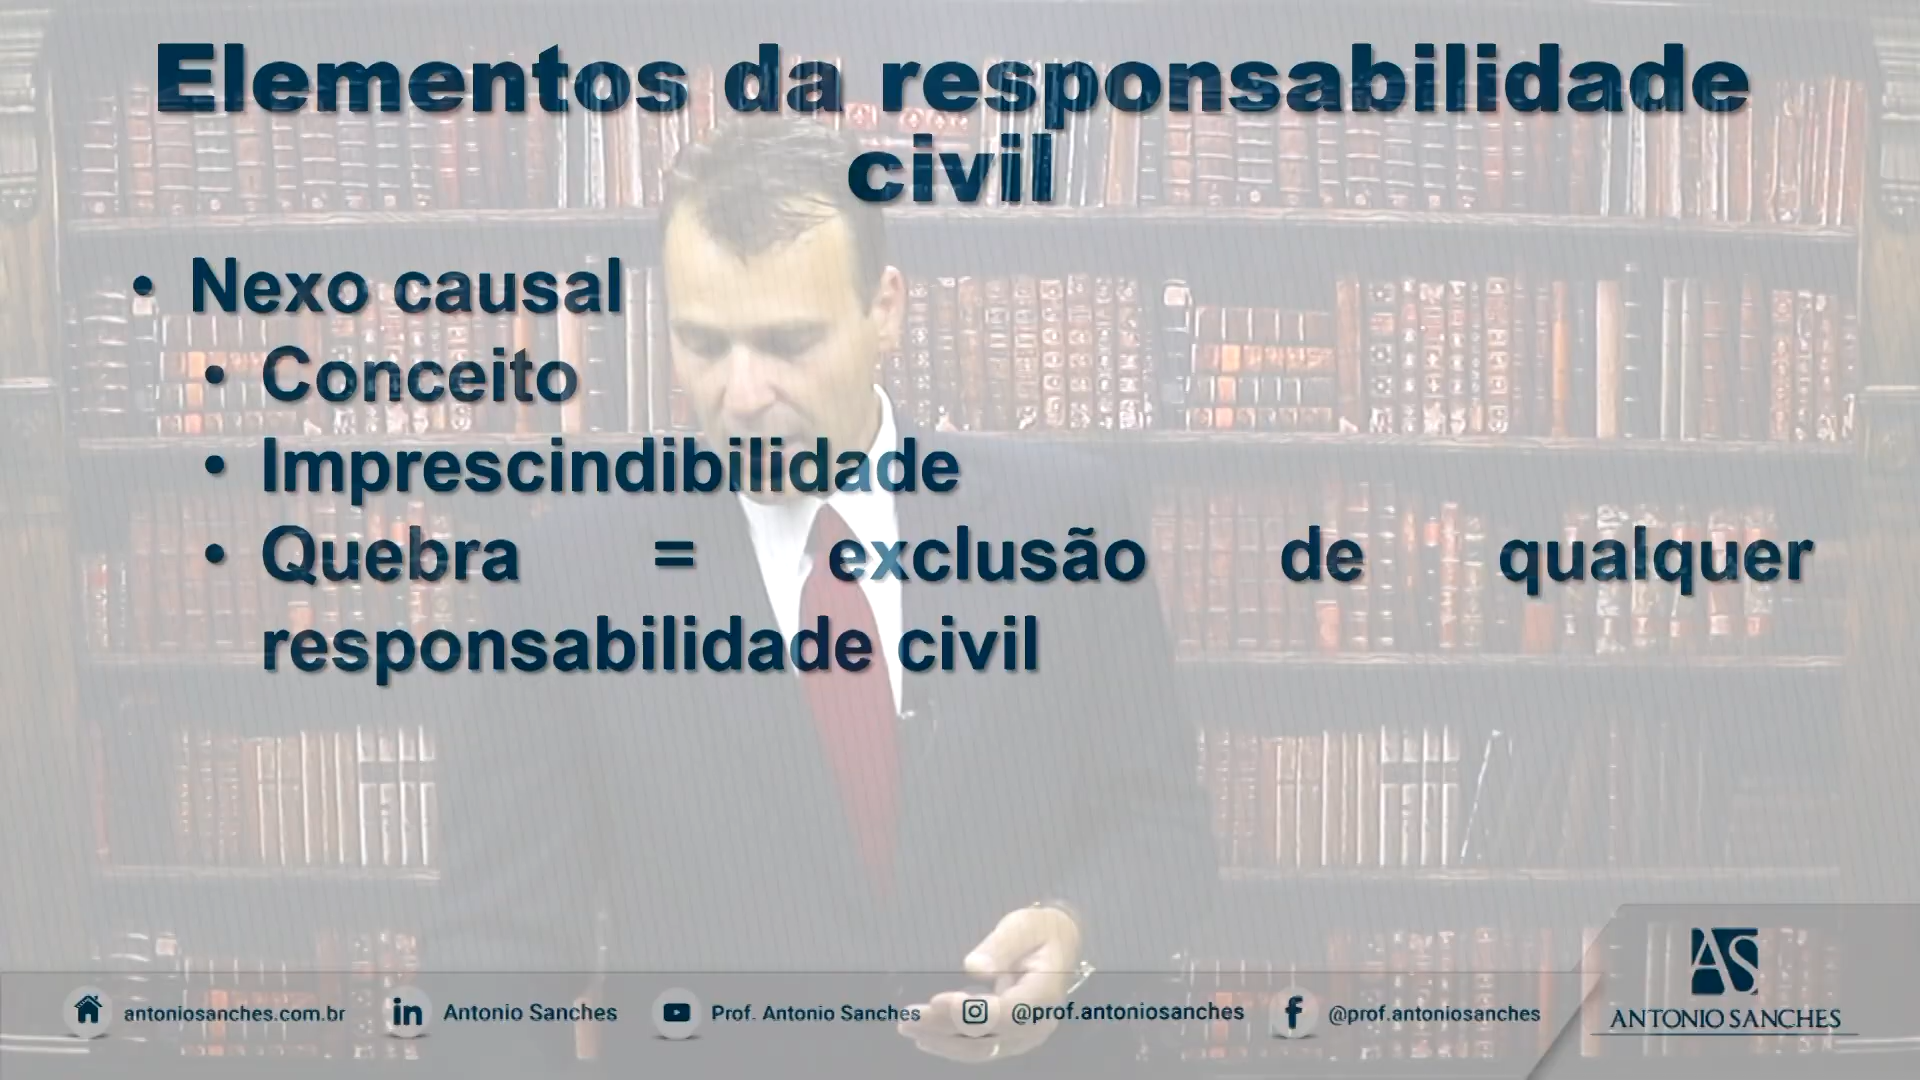 Elementos da responsabilidade
civil
• Nexo causal
• Conceito
• Imprescindibilidade
• Quebra = exclusão de qualquer
responsabilidade civil
antoniosanches.com.br
in Antonio Sanches
Prof. Antonio Sanches
@prof.antoniosanches
f @prof.antoniosanches
AS
ANTONIO SANCHES